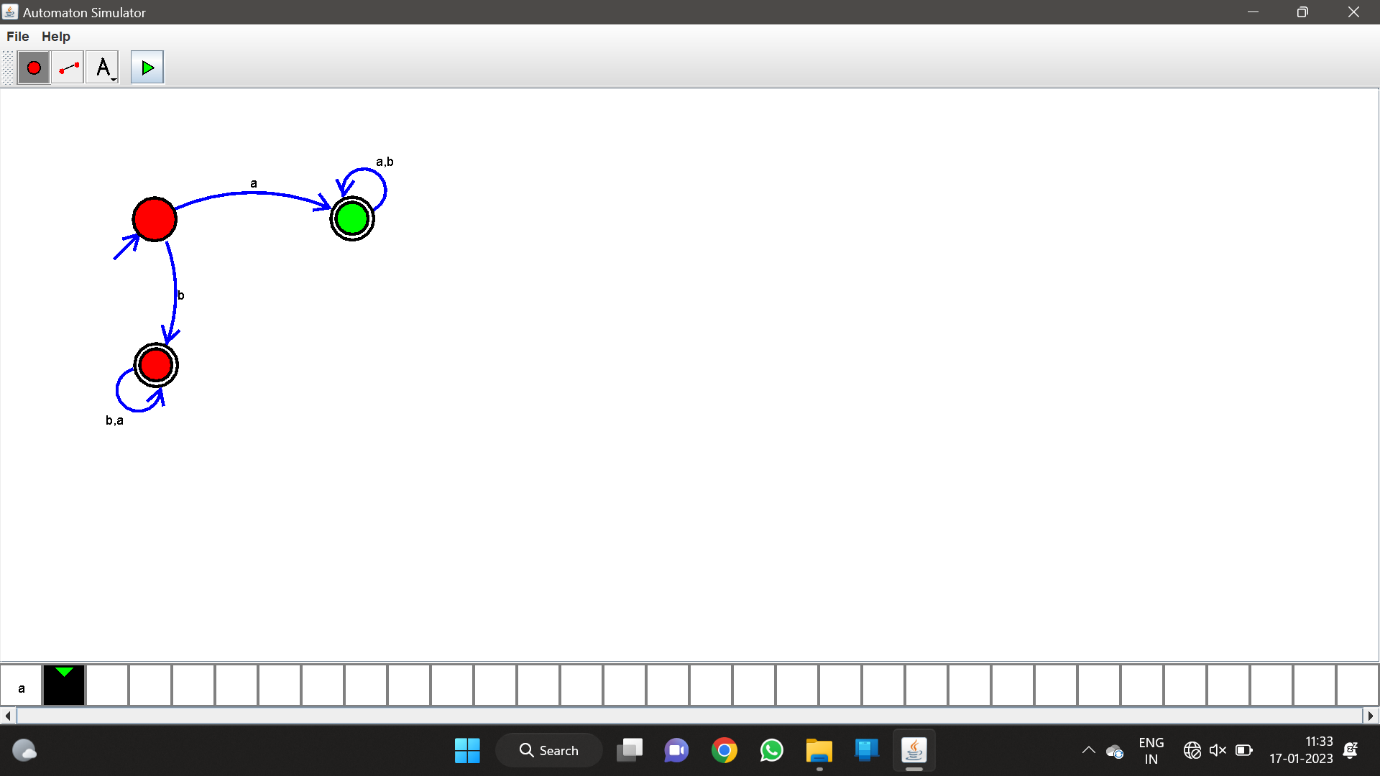 Automaton Simulator
File Help
A
a,b
a
b
b,a
a
Search
ENG
IN
11:33
17-01-2023